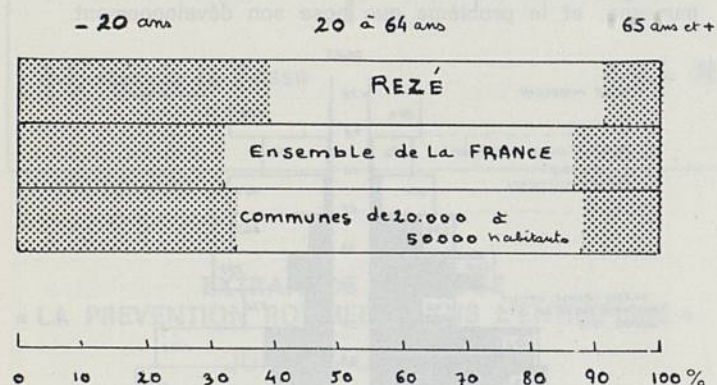 - 20 ans 20 à 64 ans 65 ans et +
REZÉ
Ensemble de la FRANCE
communes de 20.000 à
50000 habitants
0 10 20 30 40 50 60 70 80 90 100 %